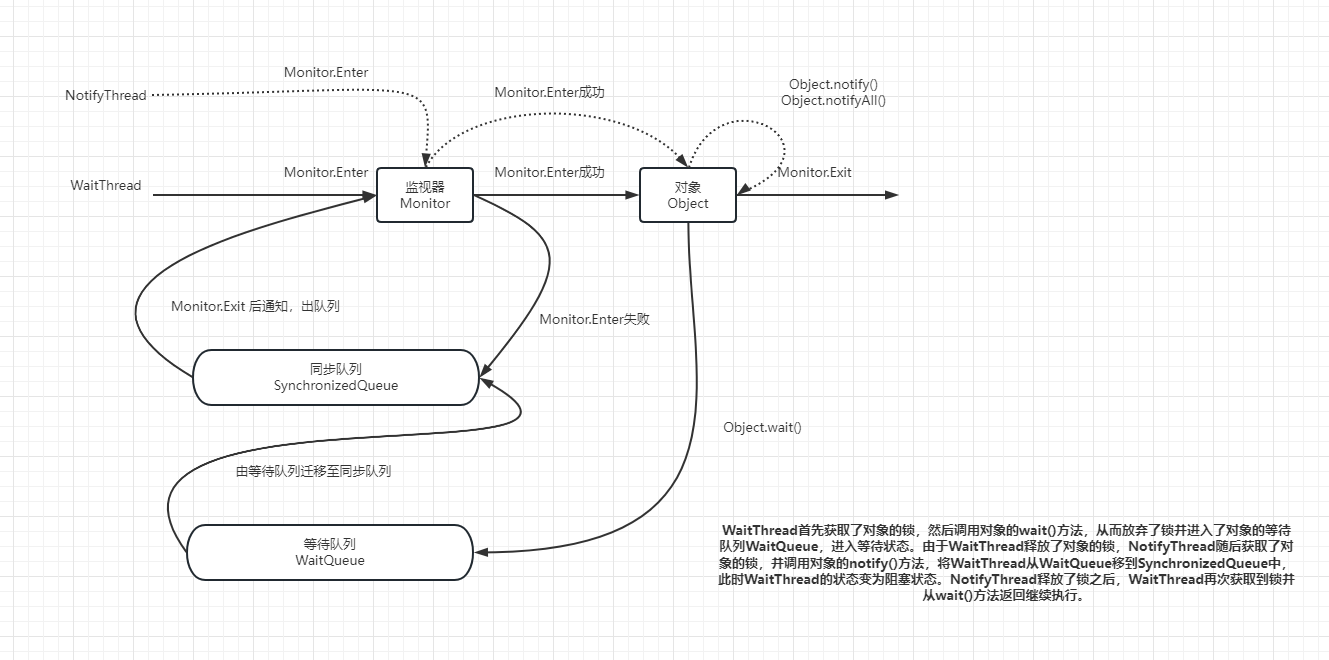 Monitor.Enter
NotifyThread
Monitor.Enter成功
Object.notify()
Object.notifyAll()
WaitThread
Monitor.Enter
监视器
Monitor
Monitor.Enter成功
对象
Object
Monitor.Exit
Monitor.Exit 后通知，出队列
Monitor.Enter失败
同步队列
SynchronizedQueue
Object.wait()
由等待队列迁移至同步队列
等待队列
WaitQueue
WaitThread首先获取了对象的锁，然后调用对象的wait()方法，从而放弃了锁并进入了对象的等待
队列WaitQueue，进入等待状态。由于WaitThread释放了对象的锁，NotifyThread随后获取了对
象的锁，并调用对象的notify()方法，将WaitThread从WaitQueue移到SynchronizedQueue中，
此时WaitThread的状态变为阻塞状态。NotifyThread释放了锁之后，WaitThread再次获取到锁并
从wait()方法返回继续执行。